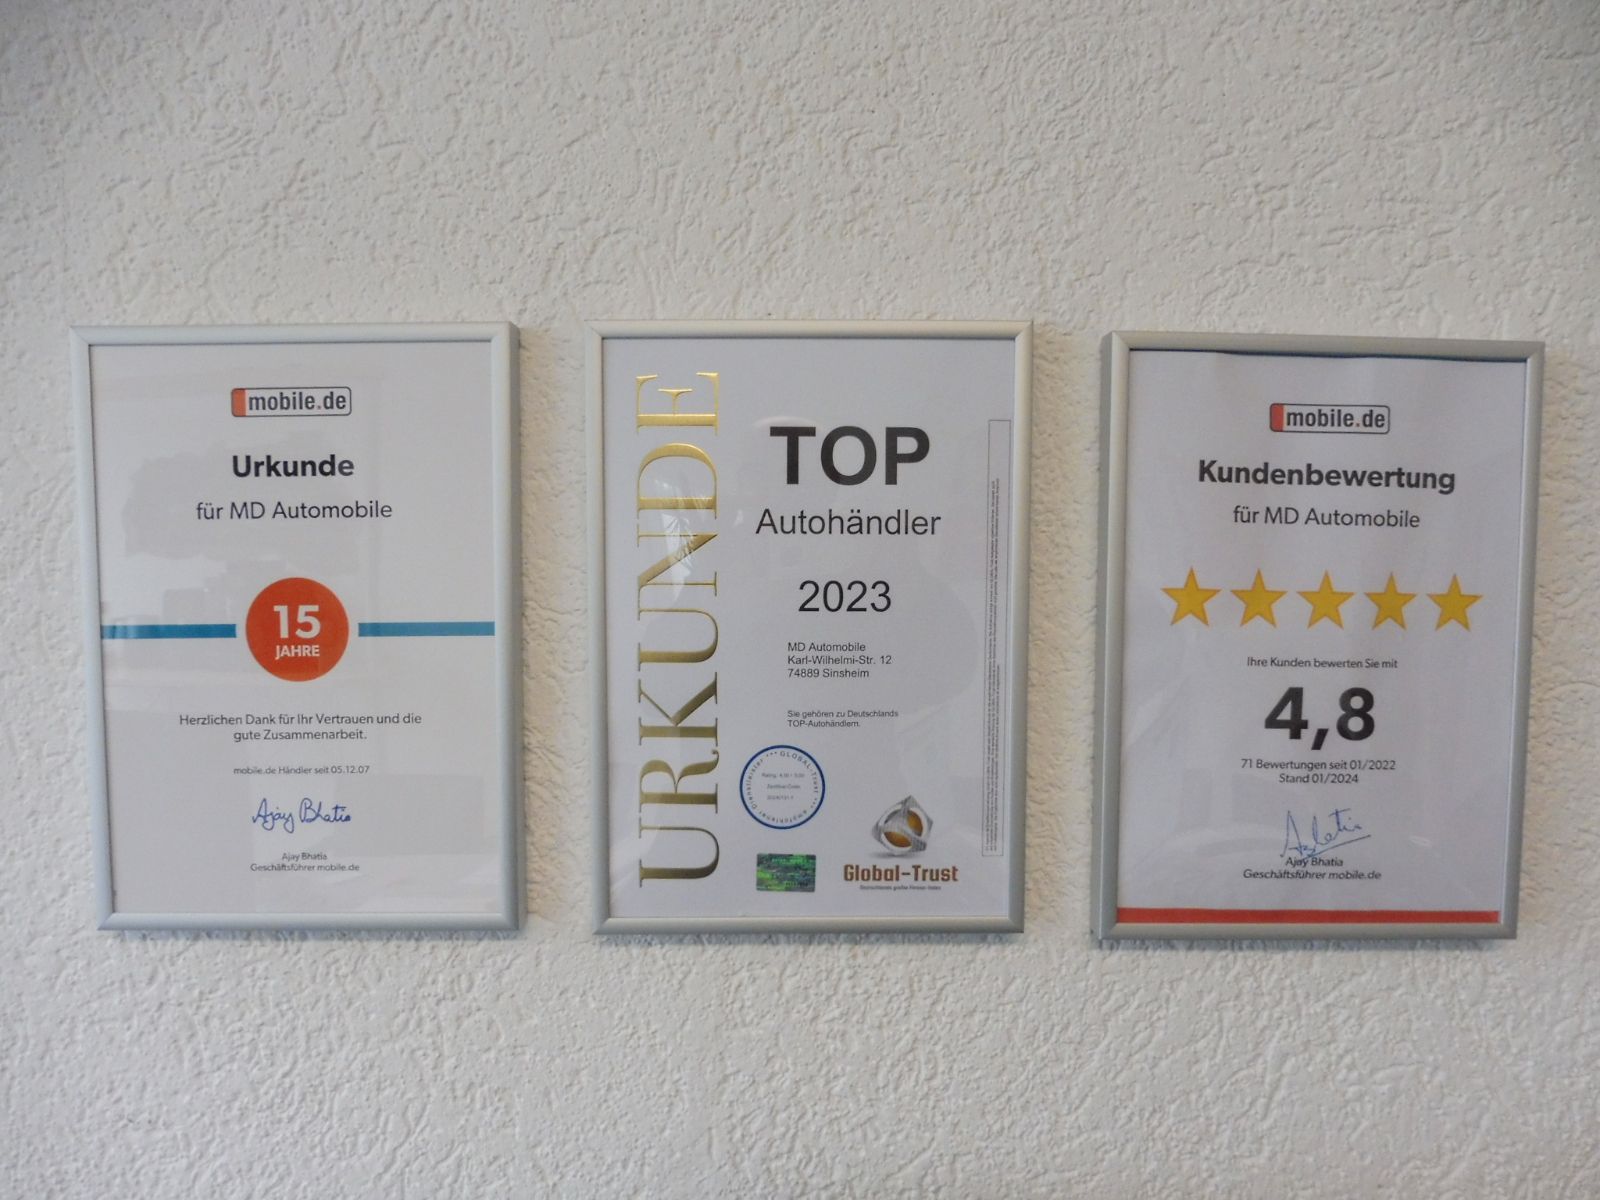 mobile.de
Urkunde
für MD Automobile
15
JAHRE
Herzlichen Dank für Ihr Vertrauen und die
gute Zusammenarbeit.
mobile.de Händler seit 05.12.07
Ajay Bhatia
Ajay Bhatia
Geschäftsführer mobile.de
URKUNDE
TOP
Autohändler
2023
MD Automobile
Karl-Wilhelmi-Str. 12
74889 Sinsheim
Sie gehören zu Deutschlands
TOP-Autohändlern.
*** GLOBAL-Trust *** empfohlener Dienstleister
Global-Trust
mobile.de
Kundenbewertung
für MD Automobile
Ihre Kunden bewerten Sie mit
4,8
71 Bewertungen seit 01/2022
Stand 01/2024
Ajay Bhatia
Geschäftsführer mobile.de